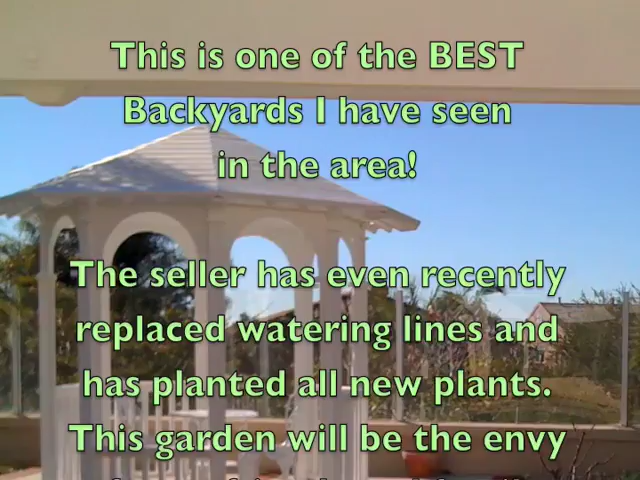 This is one of the BEST
Backyards I have seen
in the area!
The seller has even recently
replaced watering lines and
has planted all new plants.
This garden will be the envy